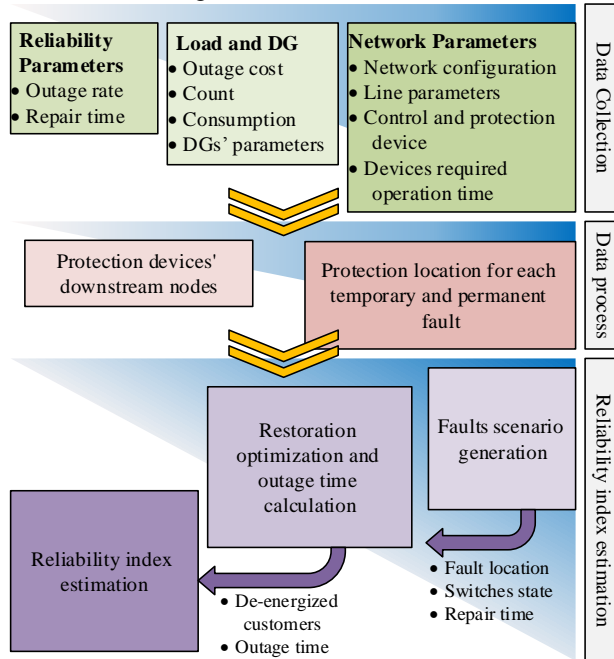 Reliability
Parameters
• Outage rate
• Repair time
Load and DG
• Outage cost
• Count
• Consumption
• DGs' parameters
Network Parameters
• Network configuration
• Line parameters
• Control and protection
device
• Devices required
operation time
Data Collection
Protection devices'
downstream nodes
Protection location for each
temporary and permanent
fault
Data process
Restoration
optimization and
outage time
calculation
Faults scenario
generation
Reliability index
estimation
• Fault location
• Switches state
• Repair time
• De-energized
customers
• Outage time
Reliability index estimation